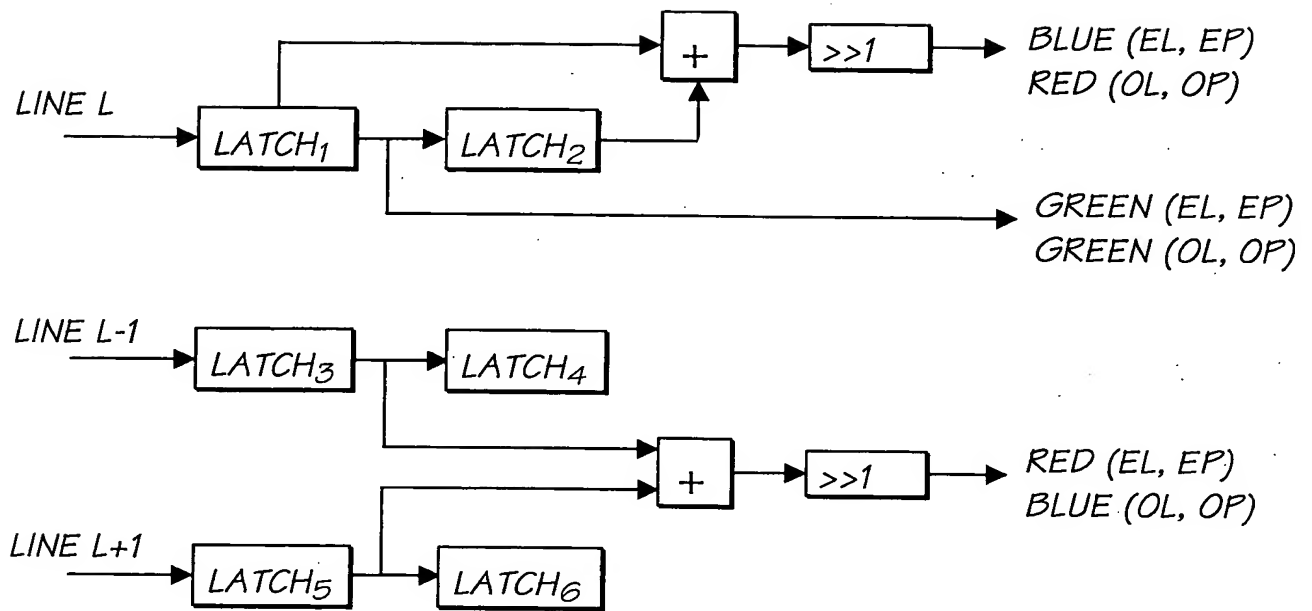 LINE L
LATCH1
LATCH2
+
>>1
BLUE (EL, EP)
RED (OL, OP)
GREEN (EL, EP)
GREEN (OL, OP)
LINE L-1
LATCH3
LATCH4
+
>>1
RED (EL, EP)
BLUE (OL, OP)
LINE L+1
LATCH5
LATCH6